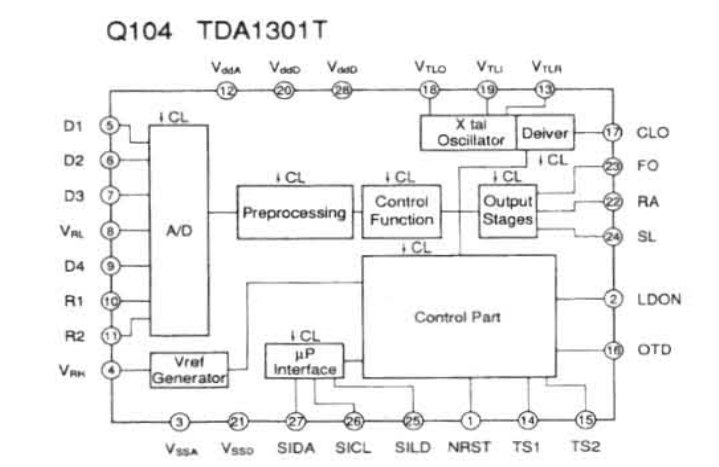 Q104 TDA1301T
VddA VddD VddD VTLO VTLI VTLR
12 20 28 18 19 13
D1 5 ↓ CL X tal Oscillator Deiver 17 CLO
↓ CL
D2 6 23 FO
D3 7 ↓ CL ↓ CL ↓ CL 22 RA
Preprocessing Control Function Output Stages
VRL 8 A/D 24 SL
↓ CL
D4 9
R1 10 Control Part 2 LDON
R2 11 ↓ CL
µP Interface 16 OTD
VRH 4 Vref Generator
3 21 27 26 25 1 14 15
VSSA VSSD SIDA SICL SILD NRST TS1 TS2